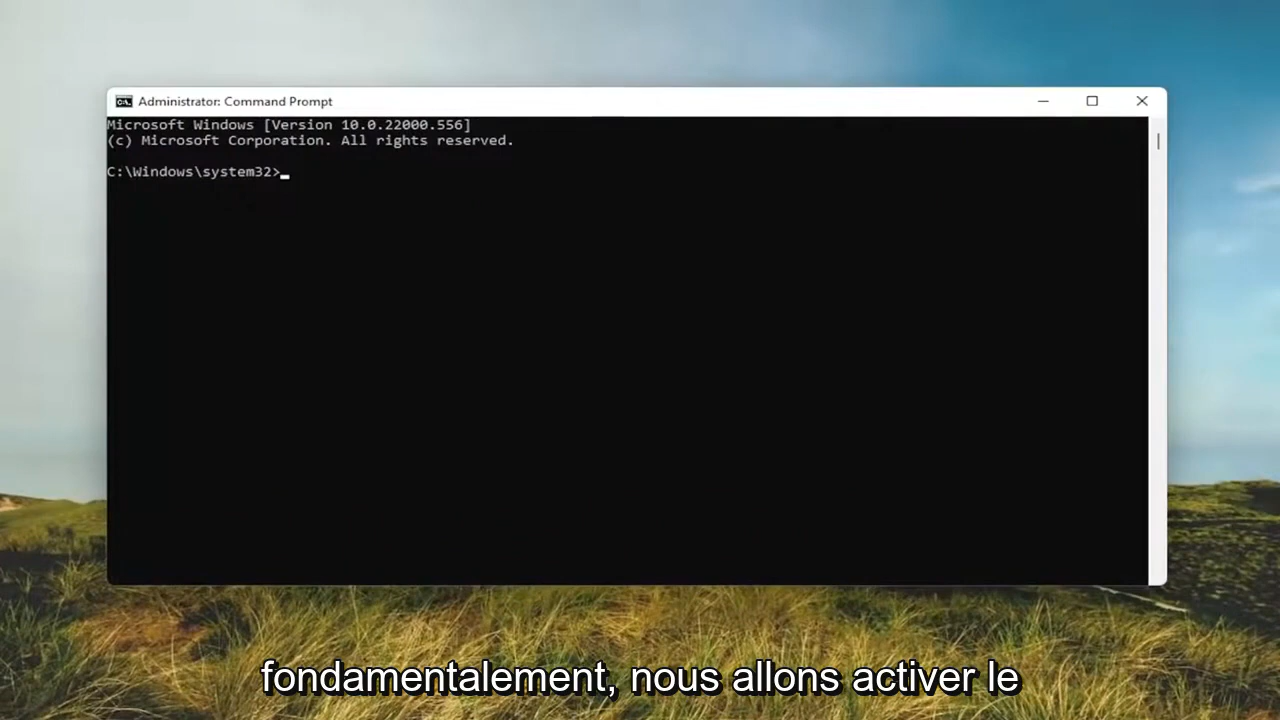 Administrator: Command Prompt
Microsoft Windows [Version 10.0.22000.556]
(c) Microsoft Corporation. All rights reserved.
C:\Windows\system32>
fondamentalement, nous allons activer le